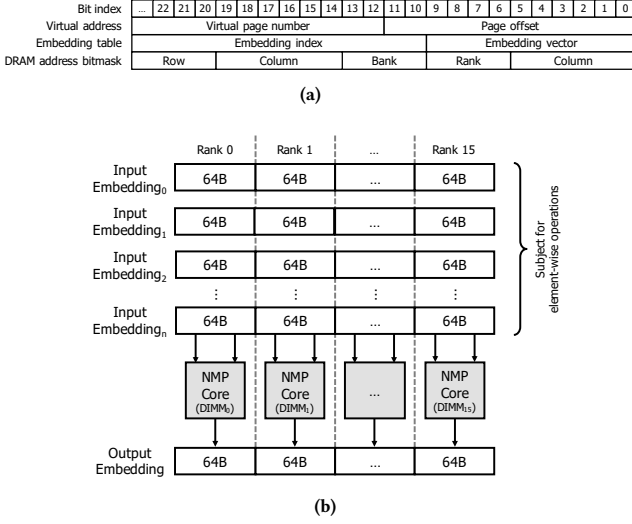 Bit index ... 22 21 20 19 18 17 16 15 14 13 12 11 10 9 8 7 6 5 4 3 2 1 0
Virtual address Virtual page number Page offset
Embedding table Embedding index Embedding vector
DRAM address bitmask Row Column Bank Rank Column
(a)
Rank 0 Rank 1 ... Rank 15
Input
Embedding0 64B 64B ... 64B
Input
Embedding1 64B 64B ... 64B
Input
Embedding2 64B 64B ... 64B
⋮ ⋮ ⋮
Input
Embeddingn 64B 64B ... 64B
Subject for
element-wise operations
NMP NMP ... NMP
Core Core Core
(DIMM0) (DIMM1) (DIMM15)
Output
Embedding 64B 64B ... 64B
(b)